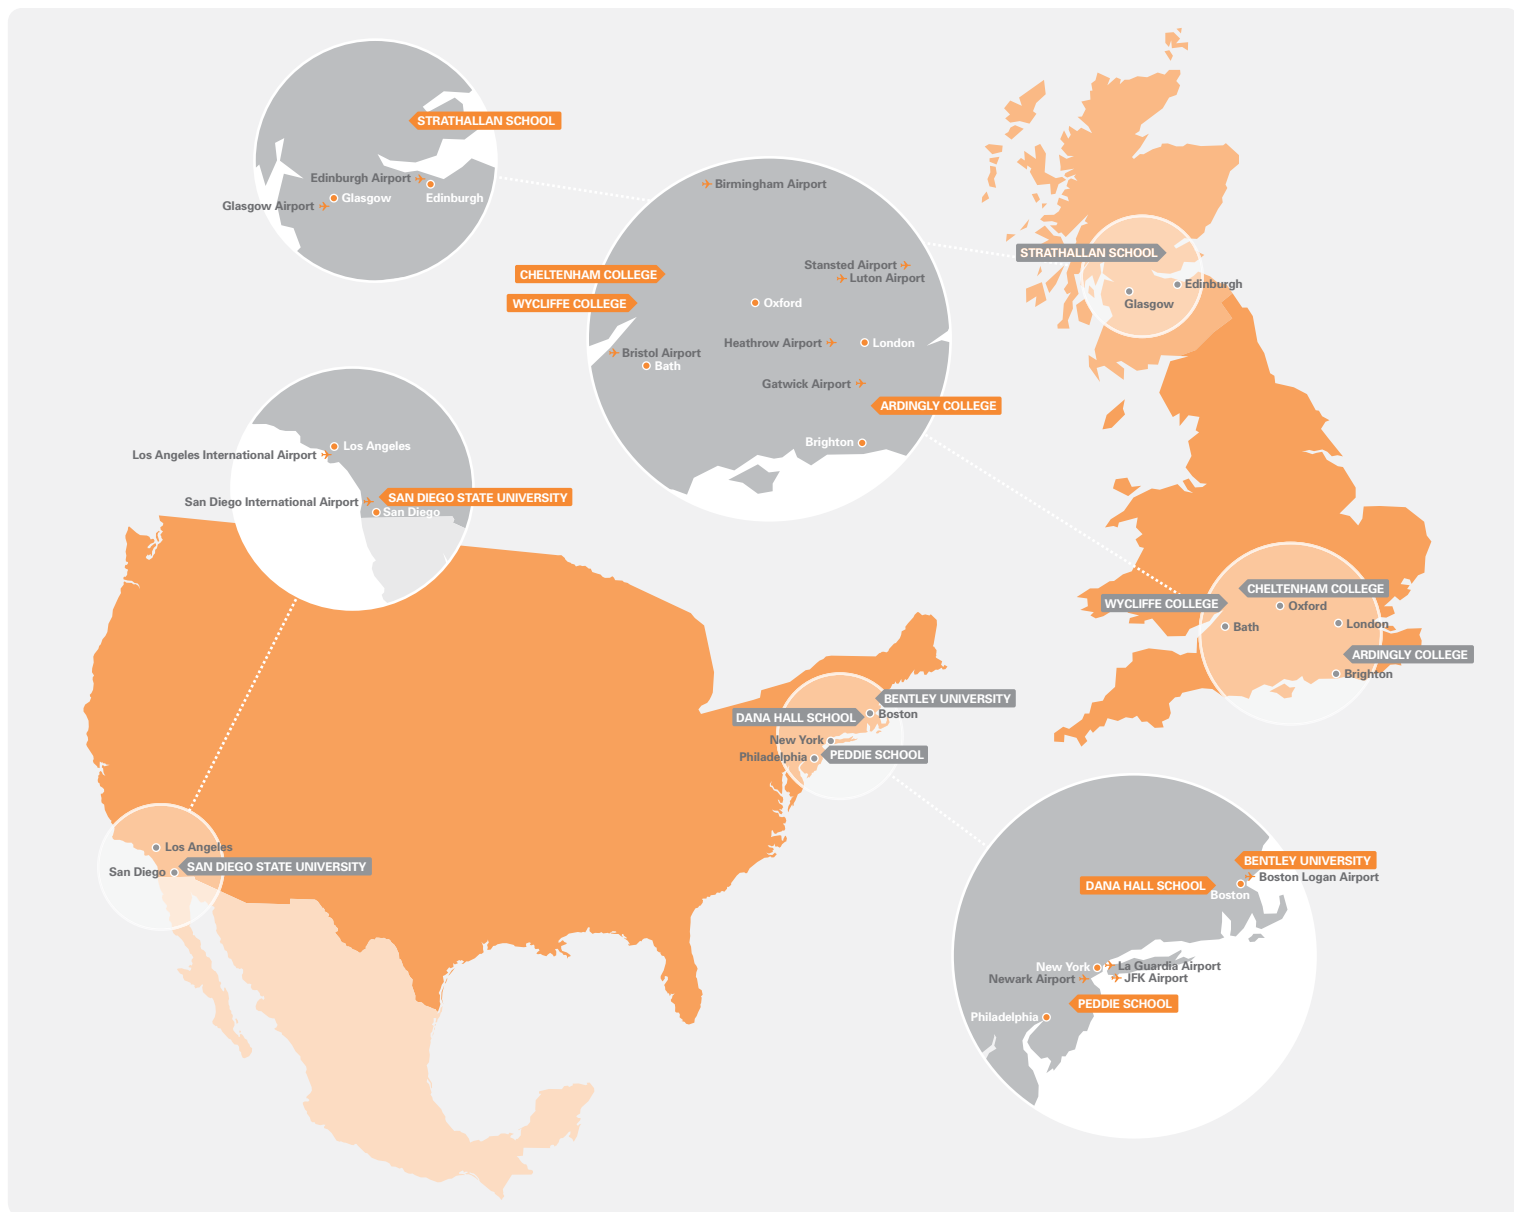 STRATHALLAN SCHOOL
Edinburgh Airport
Glasgow
Edinburgh
Glasgow Airport
Birmingham Airport
Stansted Airport
Luton Airport
CHELTENHAM COLLEGE
WYCLIFFE COLLEGE
Oxford
Heathrow Airport
London
Bristol Airport
Bath
Gatwick Airport
ARDINGLY COLLEGE
Brighton
STRATHALLAN SCHOOL
Edinburgh
Glasgow
Los Angeles
Los Angeles International Airport
SAN DIEGO STATE UNIVERSITY
San Diego International Airport
San Diego
CHELTENHAM COLLEGE
WYCLIFFE COLLEGE
Oxford
London
Bath
ARDINGLY COLLEGE
Brighton
BENTLEY UNIVERSITY
DANA HALL SCHOOL
Boston
New York
PEDDIE SCHOOL
Philadelphia
Los Angeles
SAN DIEGO STATE UNIVERSITY
San Diego
BENTLEY UNIVERSITY
Boston Logan Airport
DANA HALL SCHOOL
Boston
New York
La Guardia Airport
Newark Airport
JFK Airport
PEDDIE SCHOOL
Philadelphia